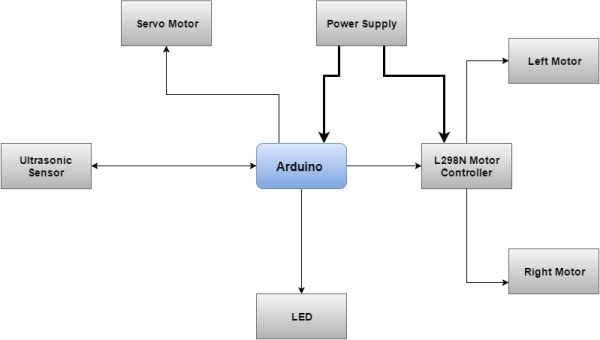 Servo Motor
Power Supply
Left Motor
Ultrasonic
Sensor
Arduino
L298N Motor
Controller
Right Motor
LED